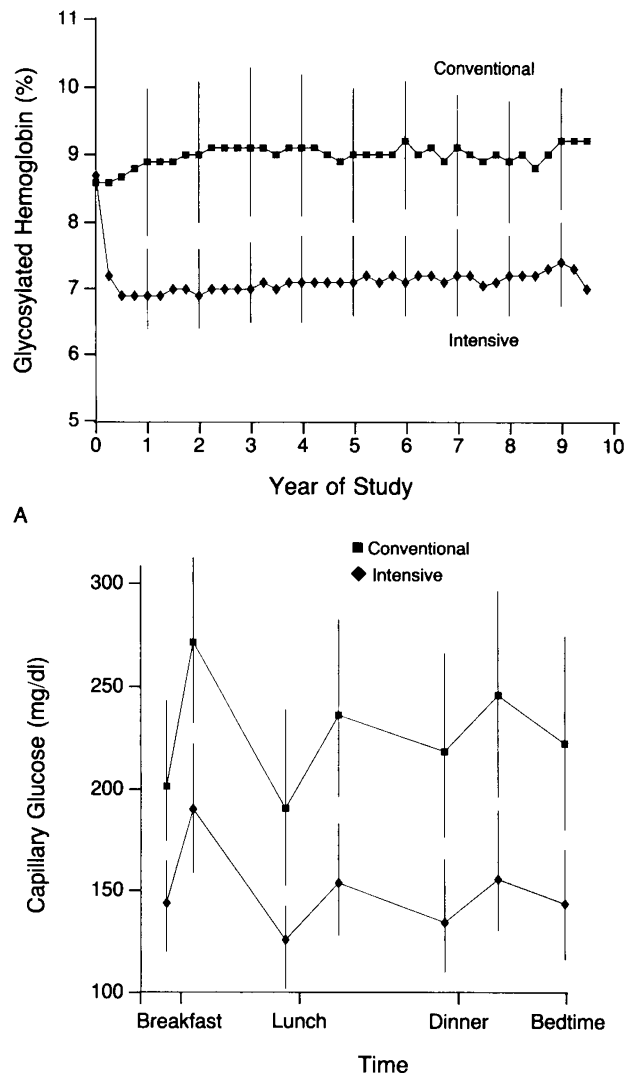 11
10
9
8
7
6
5
Glycosylated Hemoglobin (%)
Conventional
Intensive
0 1 2 3 4 5 6 7 8 9 10
Year of Study
A
Conventional
Intensive
300
250
200
150
100
Capillary Glucose (mg/dl)
Breakfast Lunch Dinner Bedtime
Time